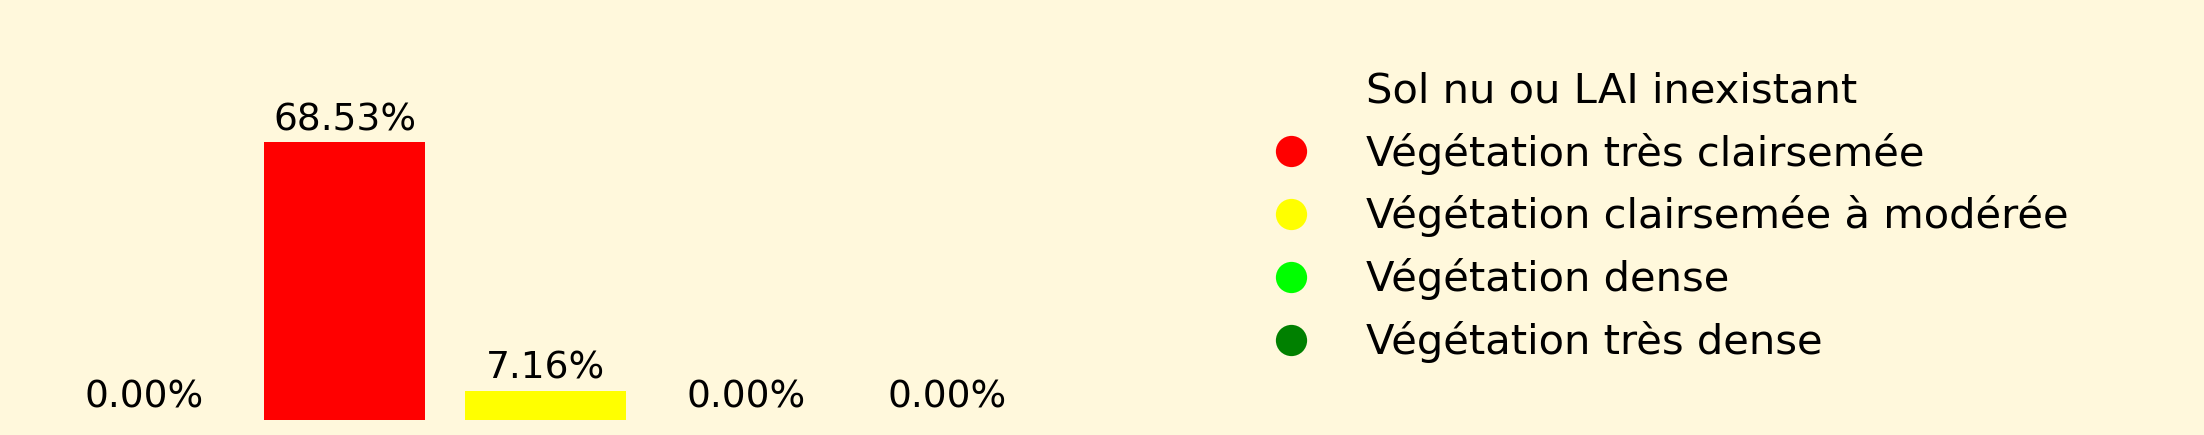 68.53%
7.16%
0.00%
0.00%
0.00%
Sol nu ou LAI inexistant
Végétation très clairsemée
Végétation clairsemée à modérée
Végétation dense
Végétation très dense